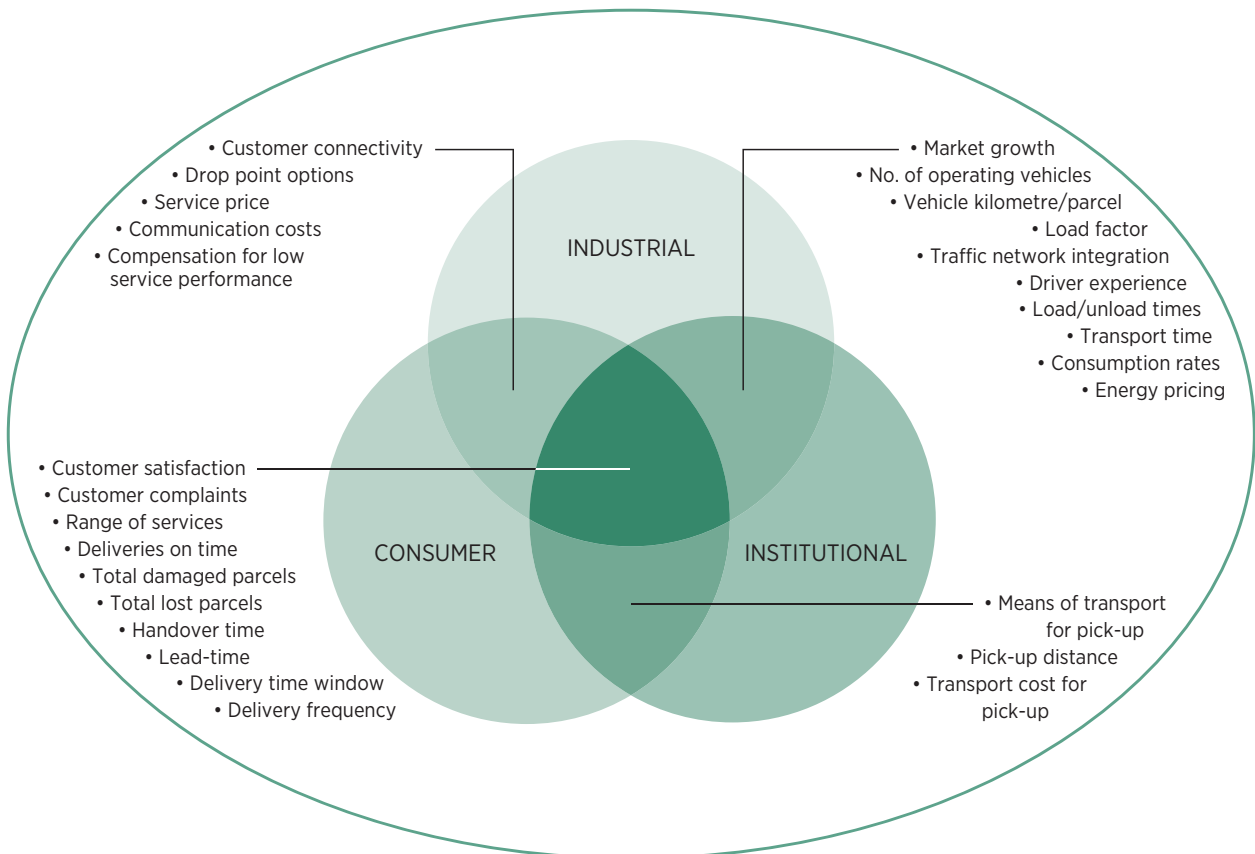 • Customer connectivity
• Drop point options
• Service price
• Communication costs
• Compensation for low
service performance
• Market growth
• No. of operating vehicles
• Vehicle kilometre/parcel
• Load factor
• Traffic network integration
• Driver experience
• Load/unload times
• Transport time
• Consumption rates
• Energy pricing
INDUSTRIAL
• Customer satisfaction
• Customer complaints
• Range of services
• Deliveries on time
• Total damaged parcels
• Total lost parcels
• Handover time
• Lead-time
• Delivery time window
• Delivery frequency
CONSUMER
INSTITUTIONAL
• Means of transport
for pick-up
• Pick-up distance
• Transport cost for
pick-up